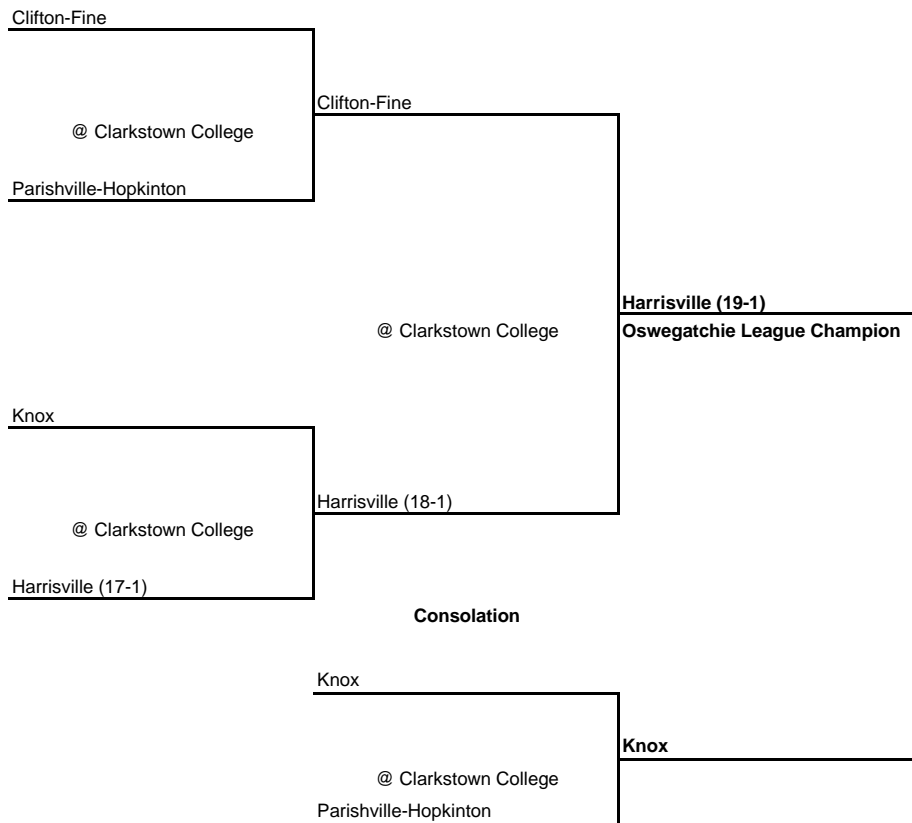 Clifton-Fine
Clifton-Fine
@ Clarkstown College
Parishville-Hopkinton
Harrisville (19-1)
@ Clarkstown College
Oswegatchie League Champion
Knox
Harrisville (18-1)
@ Clarkstown College
Harrisville (17-1)
Consolation
Knox
Knox
@ Clarkstown College
Parishville-Hopkinton